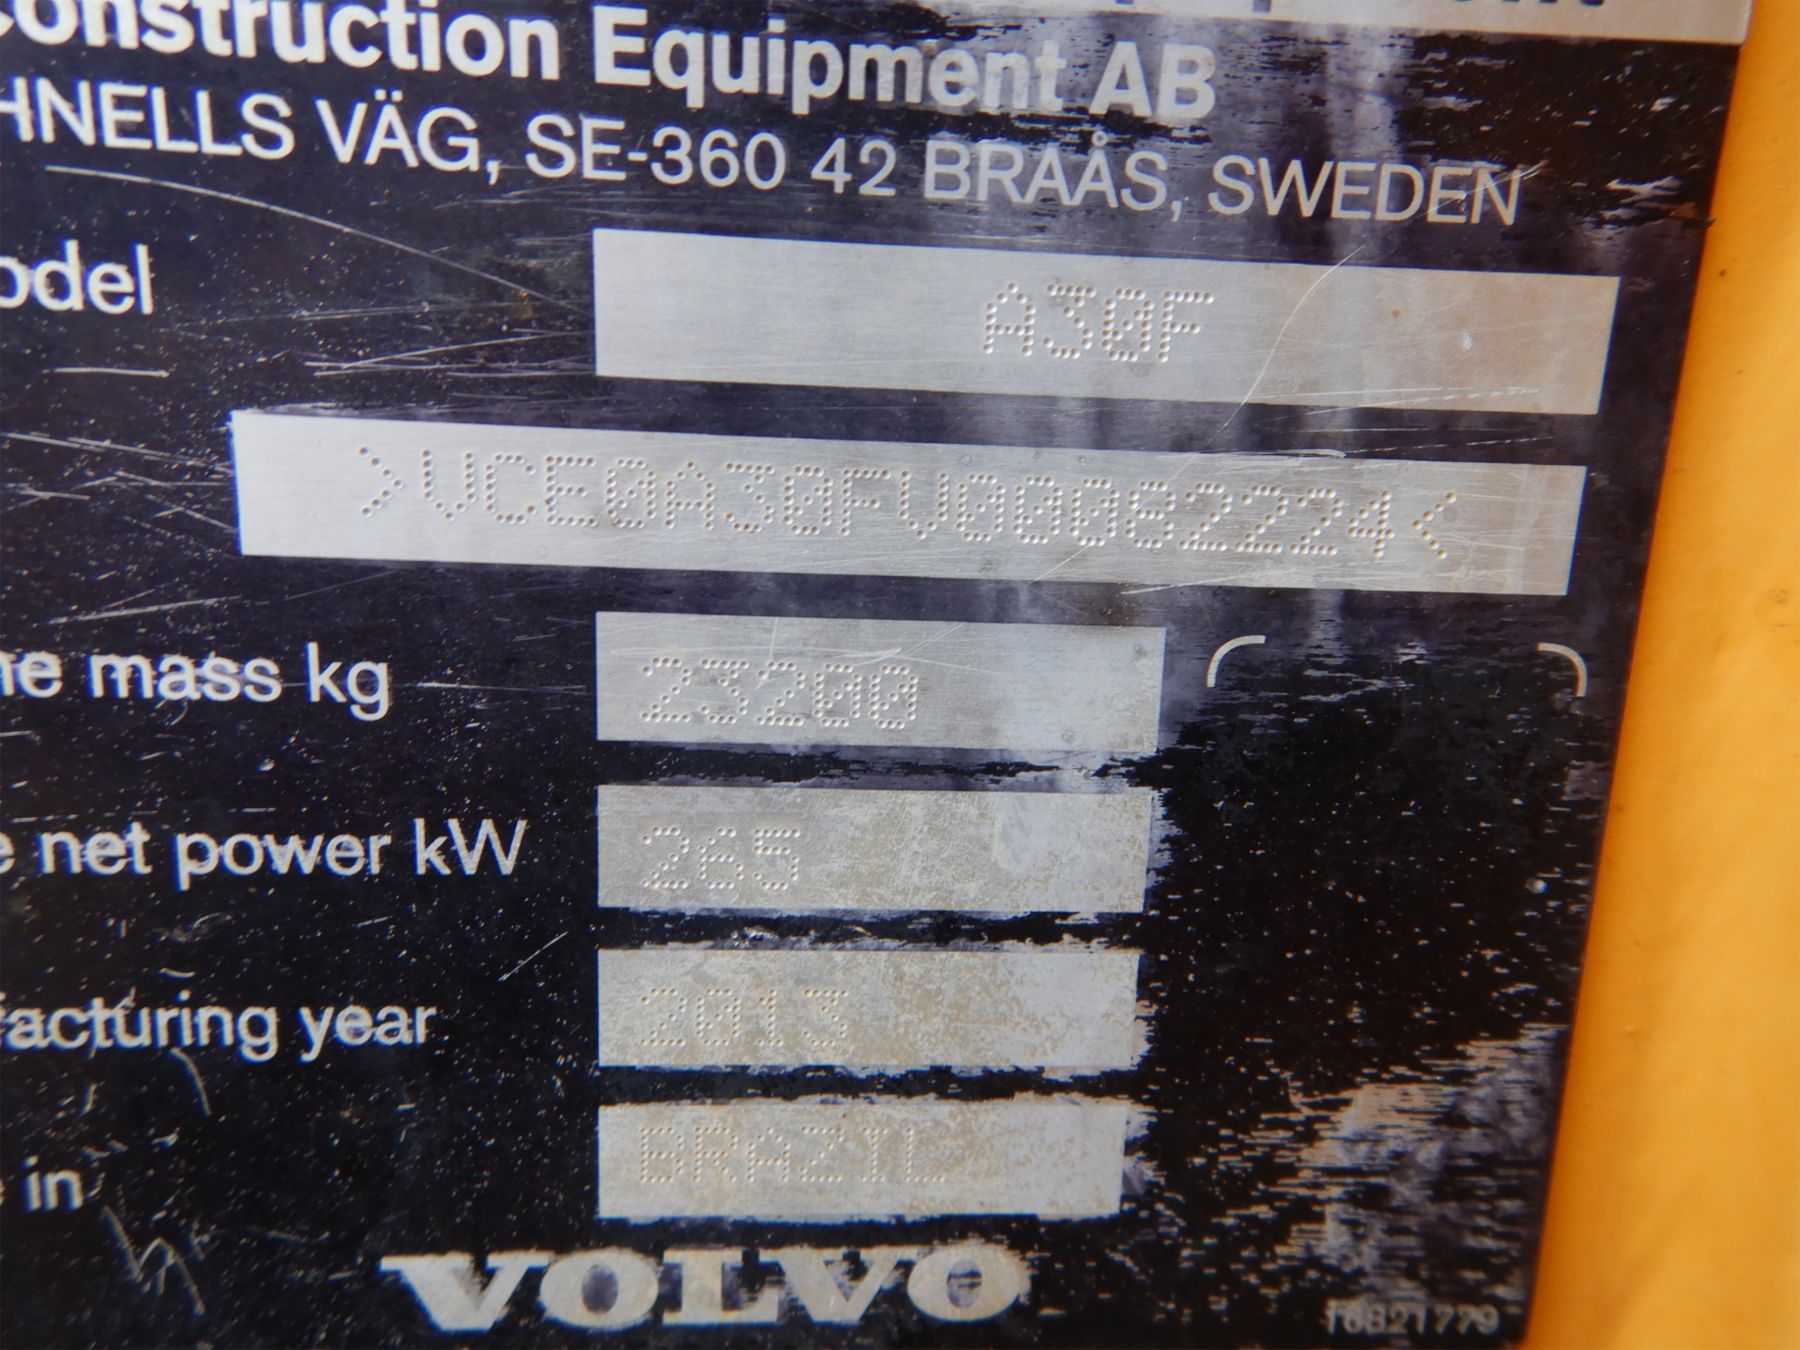 onstruction Equipment AB
HNELLS VÄG, SE-360 42 BRAÅS, SWEDEN
odel A30F
>VCE0A30FV00082224<
ne mass kg 23200
e net power kW 265
facturing year 2013
in BRAZIL
VOLVO
16821779